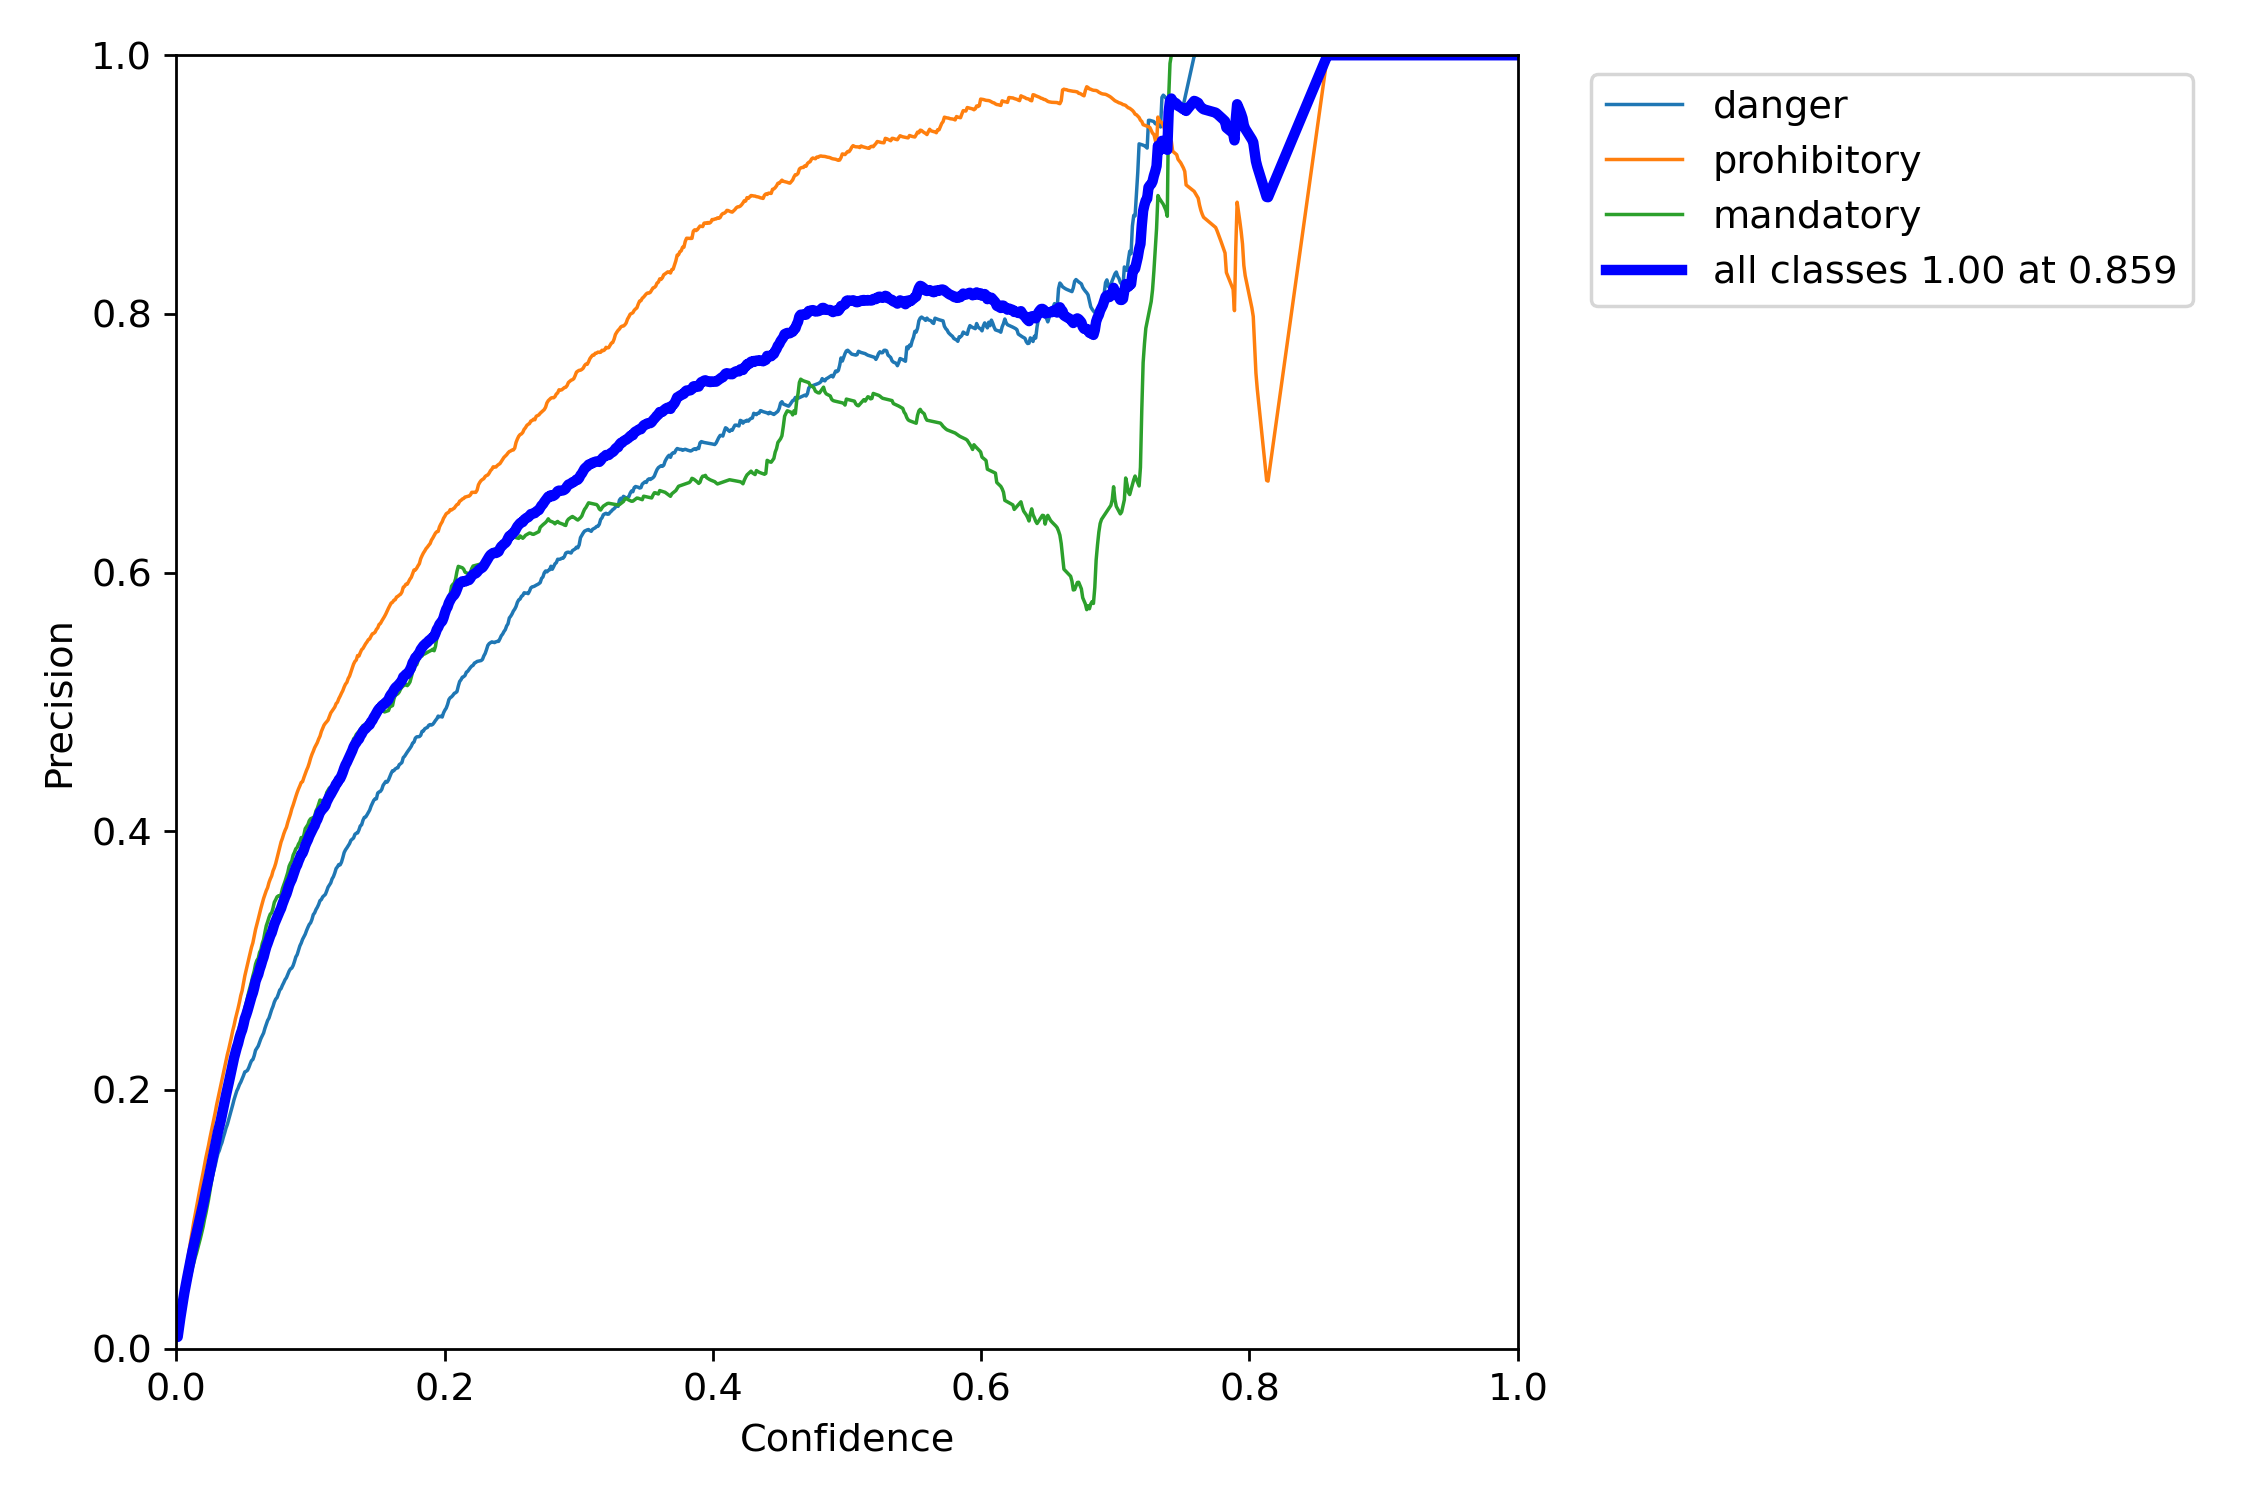 1.0
0.8
0.6
0.4
0.2
0.0
Precision
0.0 0.2 0.4 0.6 0.8 1.0
Confidence
danger
prohibitory
mandatory
all classes 1.00 at 0.859